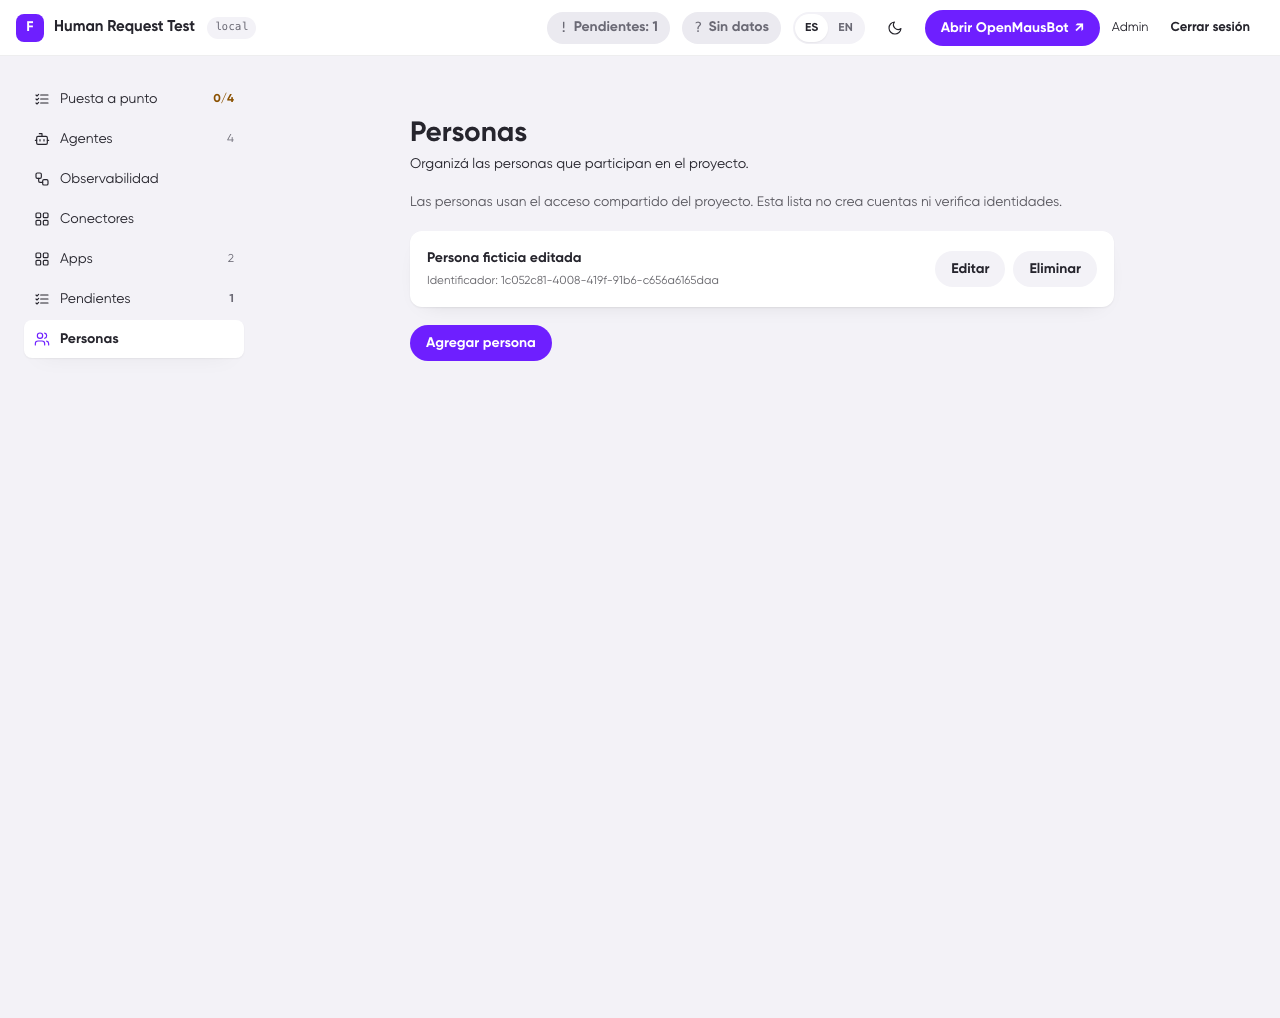 F Human Request Test local
! Pendientes: 1 ? Sin datos ES EN Abrir OpenMausBot ↗ Admin Cerrar sesión
Puesta a punto 0/4
Agentes 4
Observabilidad
Conectores
Apps 2
Pendientes 1
Personas
Personas
Organizá las personas que participan en el proyecto.
Las personas usan el acceso compartido del proyecto. Esta lista no crea cuentas ni verifica identidades.
Persona ficticia editada
Identificador: 1c052c81-4008-419f-91b6-c656a6165daa
Editar Eliminar
Agregar persona